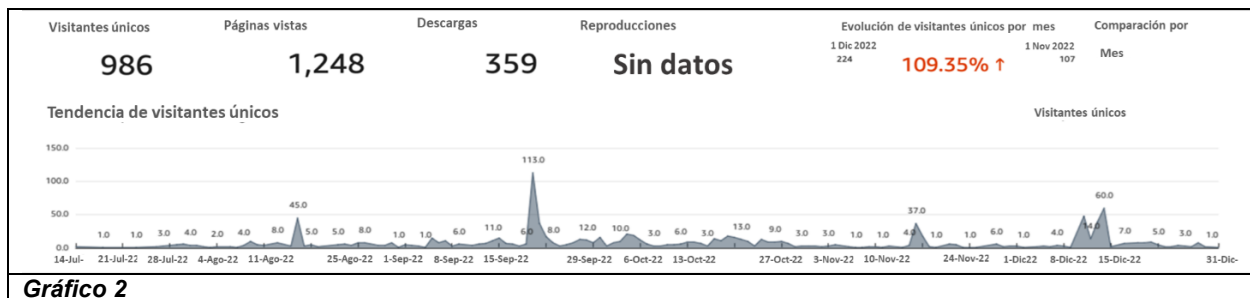 Visitantes únicos Páginas vistas Descargas Reproducciones Evolución de visitantes únicos por mes Comparación por
1 Dic 2022 1 Nov 2022
986 1,248 359 Sin datos 224 109.35% ↑ 107 Mes
Tendencia de visitantes únicos Visitantes únicos
150.0
113.0
100.0
45.0 60.0
50.0 37.0
1.0 1.0 3.0 4.0 2.0 4.0 8.0 5.0 5.0 8.0 1.0 1.0 6.0 11.0 6.0 8.0 12.0 10.0 3.0 6.0 3.0 13.0 9.0 3.0 3.0 1.0 1.0 4.0 1.0 1.0 6.0 1.0 3.0 14.0 7.0 5.0 3.0 1.0
0.0
14-Jul- 21-Jul-22 28-Jul-22 4-Ago-22 11-Ago-22 25-Ago-22 1-Sep-22 8-Sep-22 15-Sep-22 29-Sep-22 6-Oct-22 13-Oct-22 27-Oct-22 3-Nov-22 10-Nov-22 24-Nov-22 1-Dic22 8-Dic-22 15-Dic-22 31-Dic-
Gráfico 2